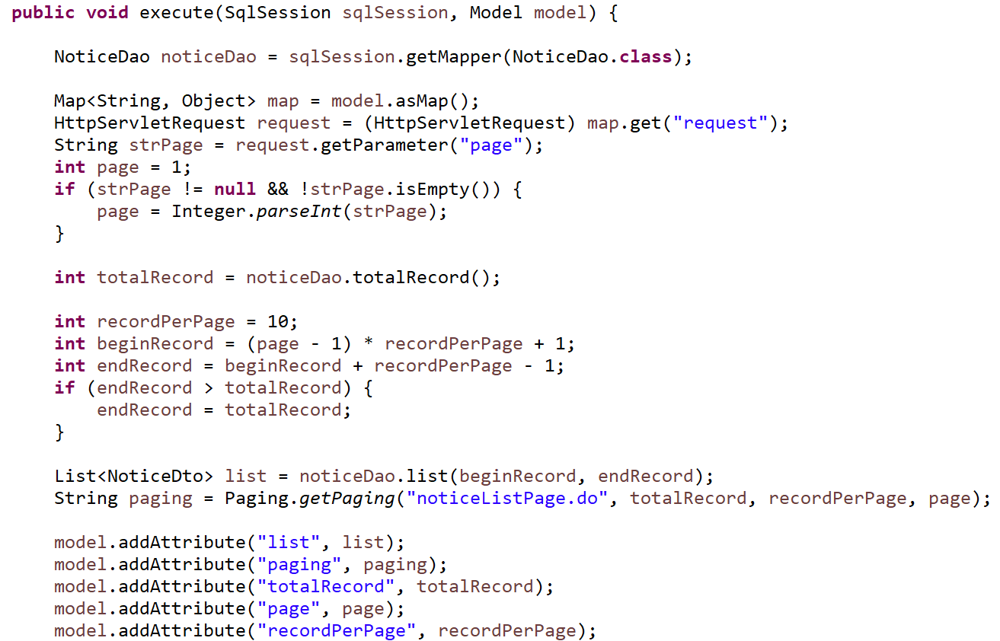 public void execute(SqlSession sqlSession, Model model) {
NoticeDao noticeDao = sqlSession.getMapper(NoticeDao.class);
Map<String, Object> map = model.asMap();
HttpServletRequest request = (HttpServletRequest) map.get("request");
String strPage = request.getParameter("page");
int page = 1;
if (strPage != null && !strPage.isEmpty()) {
page = Integer.parseInt(strPage);
}
int totalRecord = noticeDao.totalRecord();
int recordPerPage = 10;
int beginRecord = (page - 1) * recordPerPage + 1;
int endRecord = beginRecord + recordPerPage - 1;
if (endRecord > totalRecord) {
endRecord = totalRecord;
}
List<NoticeDto> list = noticeDao.list(beginRecord, endRecord);
String paging = Paging.getPaging("noticeListPage.do", totalRecord, recordPerPage, page);
model.addAttribute("list", list);
model.addAttribute("paging", paging);
model.addAttribute("totalRecord", totalRecord);
model.addAttribute("page", page);
model.addAttribute("recordPerPage", recordPerPage);